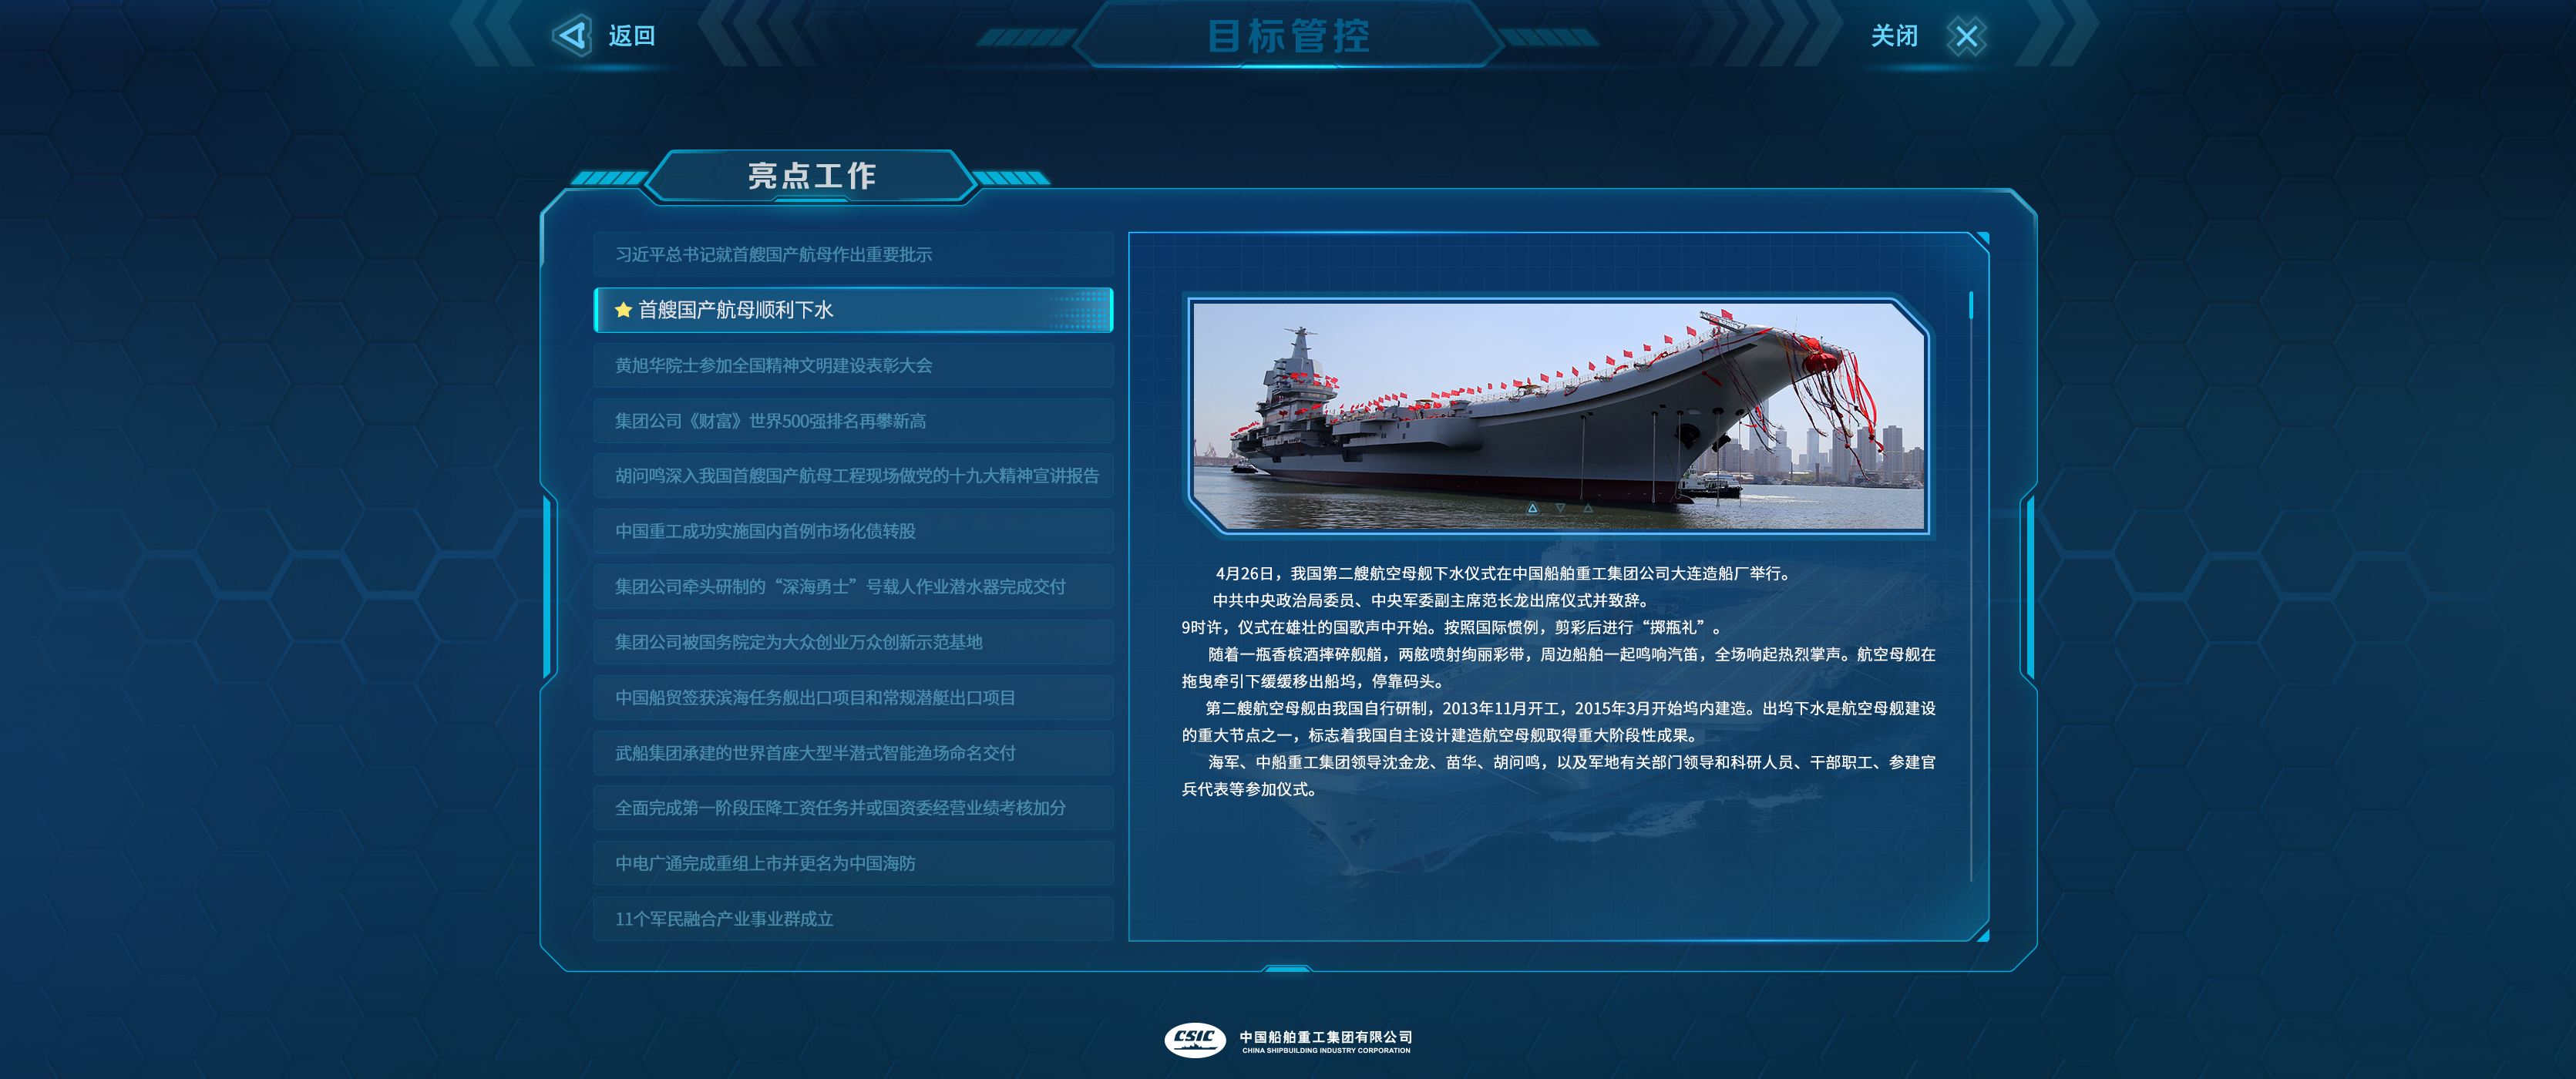 返回
目标管控
关闭
亮点工作
习近平总书记就首艘国产航母作出重要批示
首艘国产航母顺利下水
黄旭华院士参加全国精神文明建设表彰大会
集团公司《财富》世界500强排名再攀新高
胡问鸣深入我国首艘国产航母工程现场做党的十九大精神宣讲报告
中国重工成功实施国内首例市场化债转股
集团公司牵头研制的“深海勇士”号载人作业潜水器完成交付
集团公司被国务院定为大众创业万众创新示范基地
中国船贸签获滨海任务舰出口项目和常规潜艇出口项目
武船集团承建的世界首座大型半潜式智能渔场命名交付
全面完成第一阶段压降工资任务并或国资委经营业绩考核加分
中电广通完成重组上市并更名为中国海防
11个军民融合产业事业群成立
4月26日，我国第二艘航空母舰下水仪式在中国船舶重工集团公司大连造船厂举行。
中共中央政治局委员、中央军委副主席范长龙出席仪式并致辞。
9时许，仪式在雄壮的国歌声中开始。按照国际惯例，剪彩后进行“掷瓶礼”。
随着一瓶香槟酒摔碎舰艏，两舷喷射绚丽彩带，周边船舶一起鸣响汽笛，全场响起热烈掌声。航空母舰在
拖曳牵引下缓缓移出船坞，停靠码头。
第二艘航空母舰由我国自行研制，2013年11月开工，2015年3月开始坞内建造。出坞下水是航空母舰建设
的重大节点之一，标志着我国自主设计建造航空母舰取得重大阶段性成果。
海军、中船重工集团领导沈金龙、苗华、胡问鸣，以及军地有关部门领导和科研人员、干部职工、参建官
兵代表等参加仪式。
CSIC
中国船舶重工集团有限公司
CHINA SHIPBUILDING INDUSTRY CORPORATION